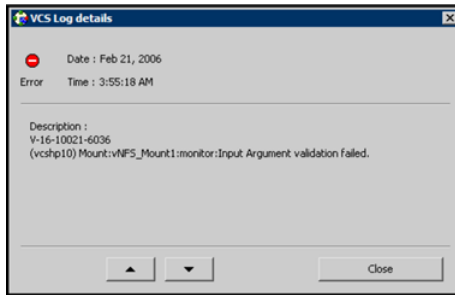 VCS Log details
Date : Feb 21, 2006
Error
Time : 3:55:18 AM
Description :
V-16-10021-6036
(vcshp10) Mount:vNFS_Mount1:monitor:Input Argument validation failed.
Close